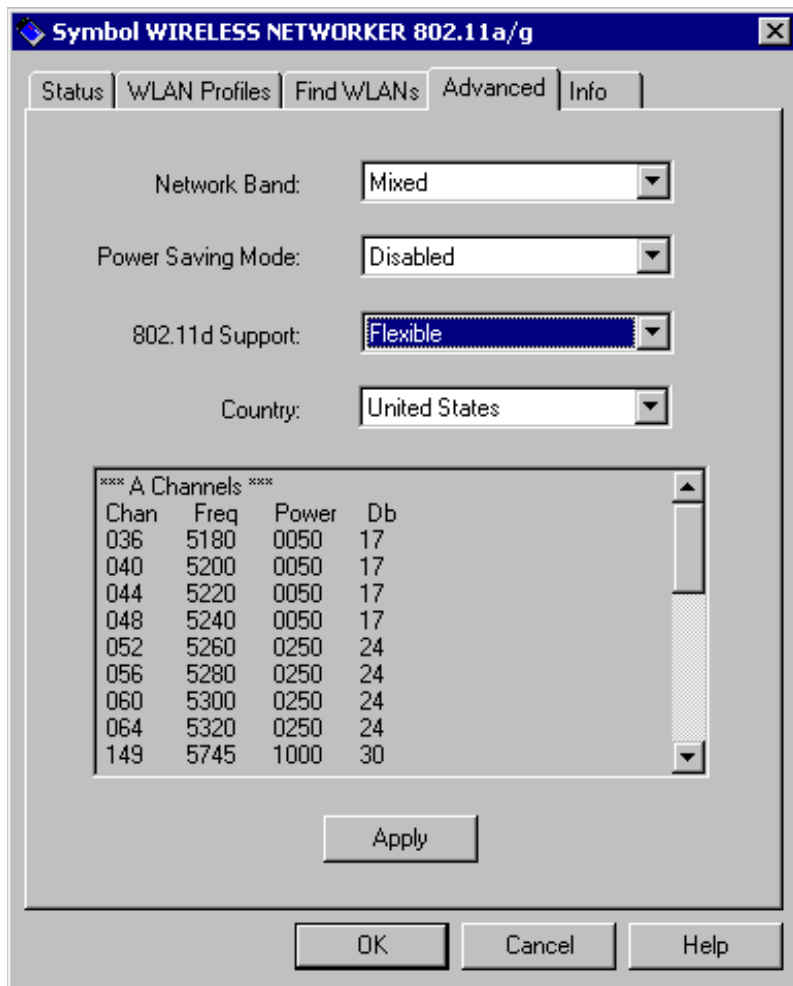 Symbol WIRELESS NETWORKER 802.11a/g
Status WLAN Profiles Find WLANs Advanced Info
Network Band: Mixed
Power Saving Mode: Disabled
802.11d Support: Flexible
Country: United States
*** A Channels ***
Chan Freq Power Db
036 5180 0050 17
040 5200 0050 17
044 5220 0050 17
048 5240 0050 17
052 5260 0250 24
056 5280 0250 24
060 5300 0250 24
064 5320 0250 24
149 5745 1000 30
Apply
OK Cancel Help